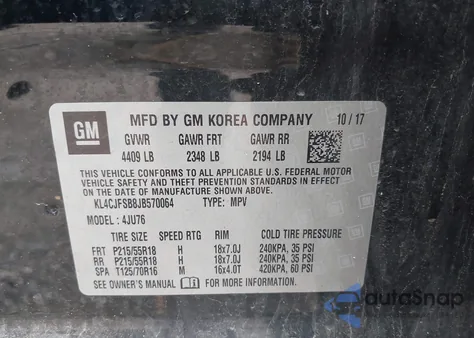 GM
MFD BY GM KOREA COMPANY 10 / 17
GVWR GAWR FRT GAWR RR
4409 LB 2348 LB 2194 LB
THIS VEHICLE CONFORMS TO ALL APPLICABLE U.S. FEDERAL MOTOR
VEHICLE SAFETY AND THEFT PREVENTION STANDARDS IN EFFECT
ON THE DATE OF MANUFACTURE SHOWN ABOVE.
KL4CJFSB8JB570064 TYPE: MPV
MODEL : 4JU76
TIRE SIZE SPEED RTG RIM COLD TIRE PRESSURE
FRT P215/55R18 H 18x7.0J 240KPA, 35 PSI
RR P215/55R18 H 18x7.0J 240KPA, 35 PSI
SPA T125/70R16 M 16x4.0T 420KPA, 60 PSI
SEE OWNER'S MANUAL FOR ADDITIONAL INFORMATION.
autoSnap